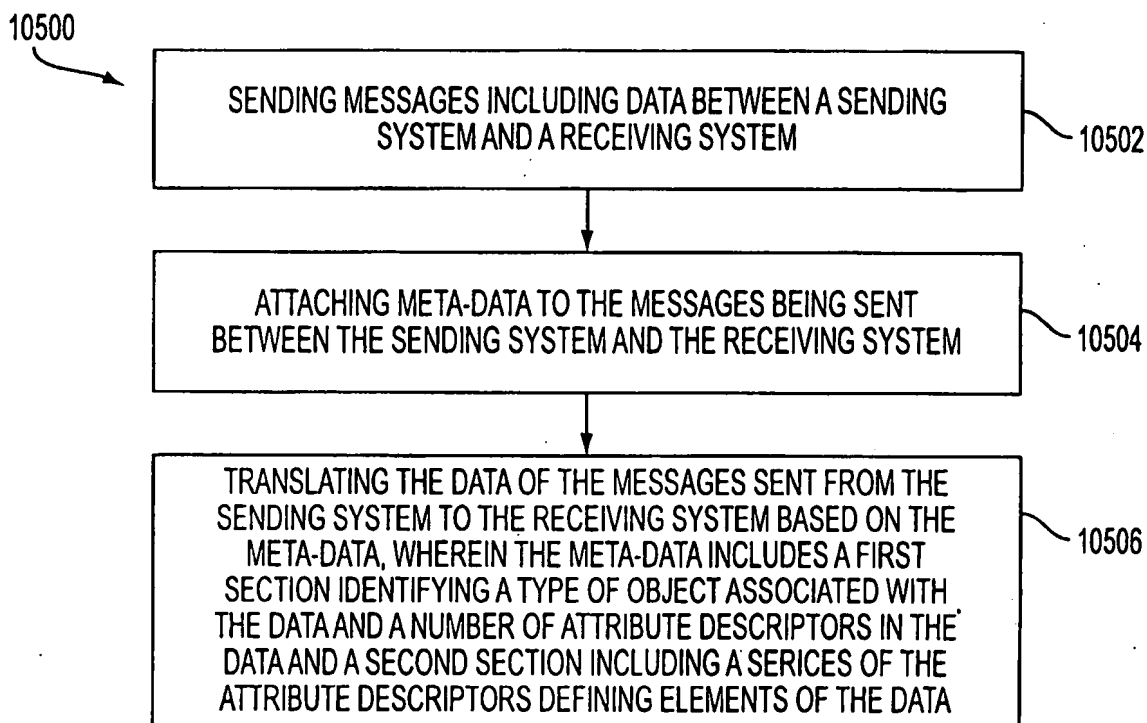 10500
SENDING MESSAGES INCLUDING DATA BETWEEN A SENDING
SYSTEM AND A RECEIVING SYSTEM
10502
ATTACHING META-DATA TO THE MESSAGES BEING SENT
BETWEEN THE SENDING SYSTEM AND THE RECEIVING SYSTEM
10504
TRANSLATING THE DATA OF THE MESSAGES SENT FROM THE
SENDING SYSTEM TO THE RECEIVING SYSTEM BASED ON THE
META-DATA, WHEREIN THE META-DATA INCLUDES A FIRST
SECTION IDENTIFYING A TYPE OF OBJECT ASSOCIATED WITH
THE DATA AND A NUMBER OF ATTRIBUTE DESCRIPTORS IN THE
DATA AND A SECOND SECTION INCLUDING A SERICES OF THE
ATTRIBUTE DESCRIPTORS DEFINING ELEMENTS OF THE DATA
10506